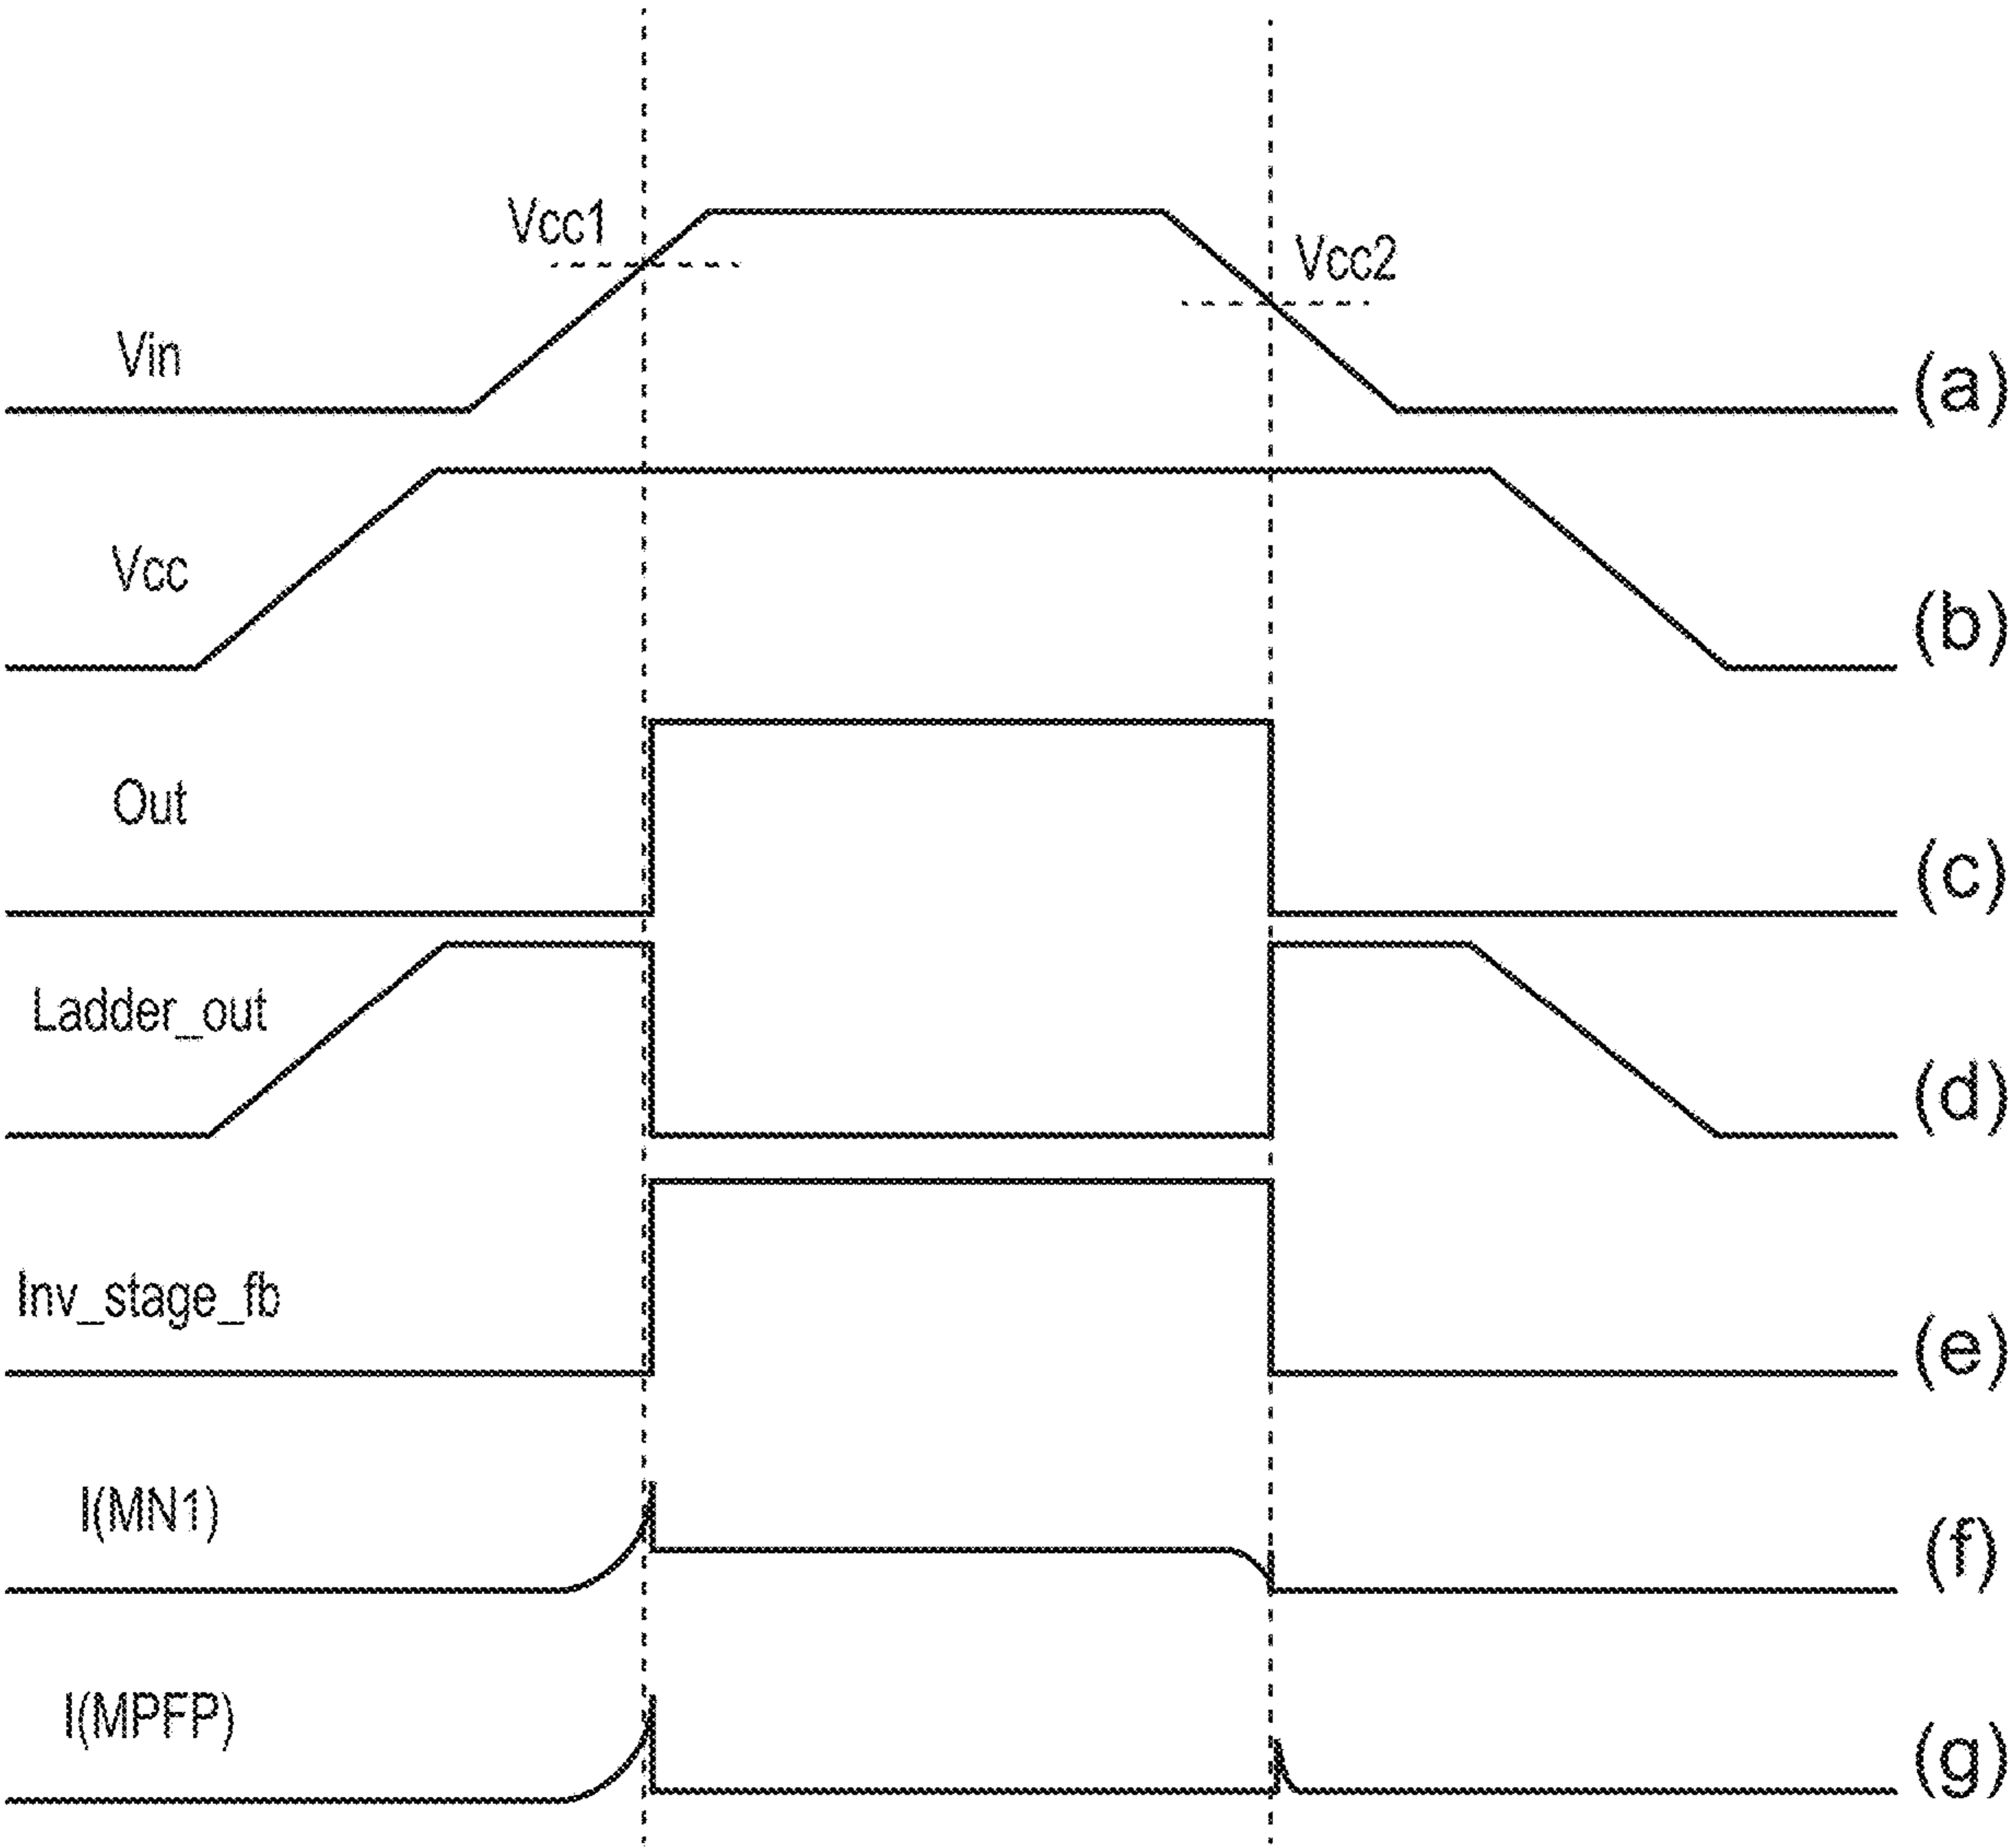 Vcc1
Vcc2
Vin
(a)
Vcc
(b)
Out
(c)
Ladder_out
(d)
Inv_stage_fb
(e)
I(MN1)
(f)
I(MPFP)
(g)